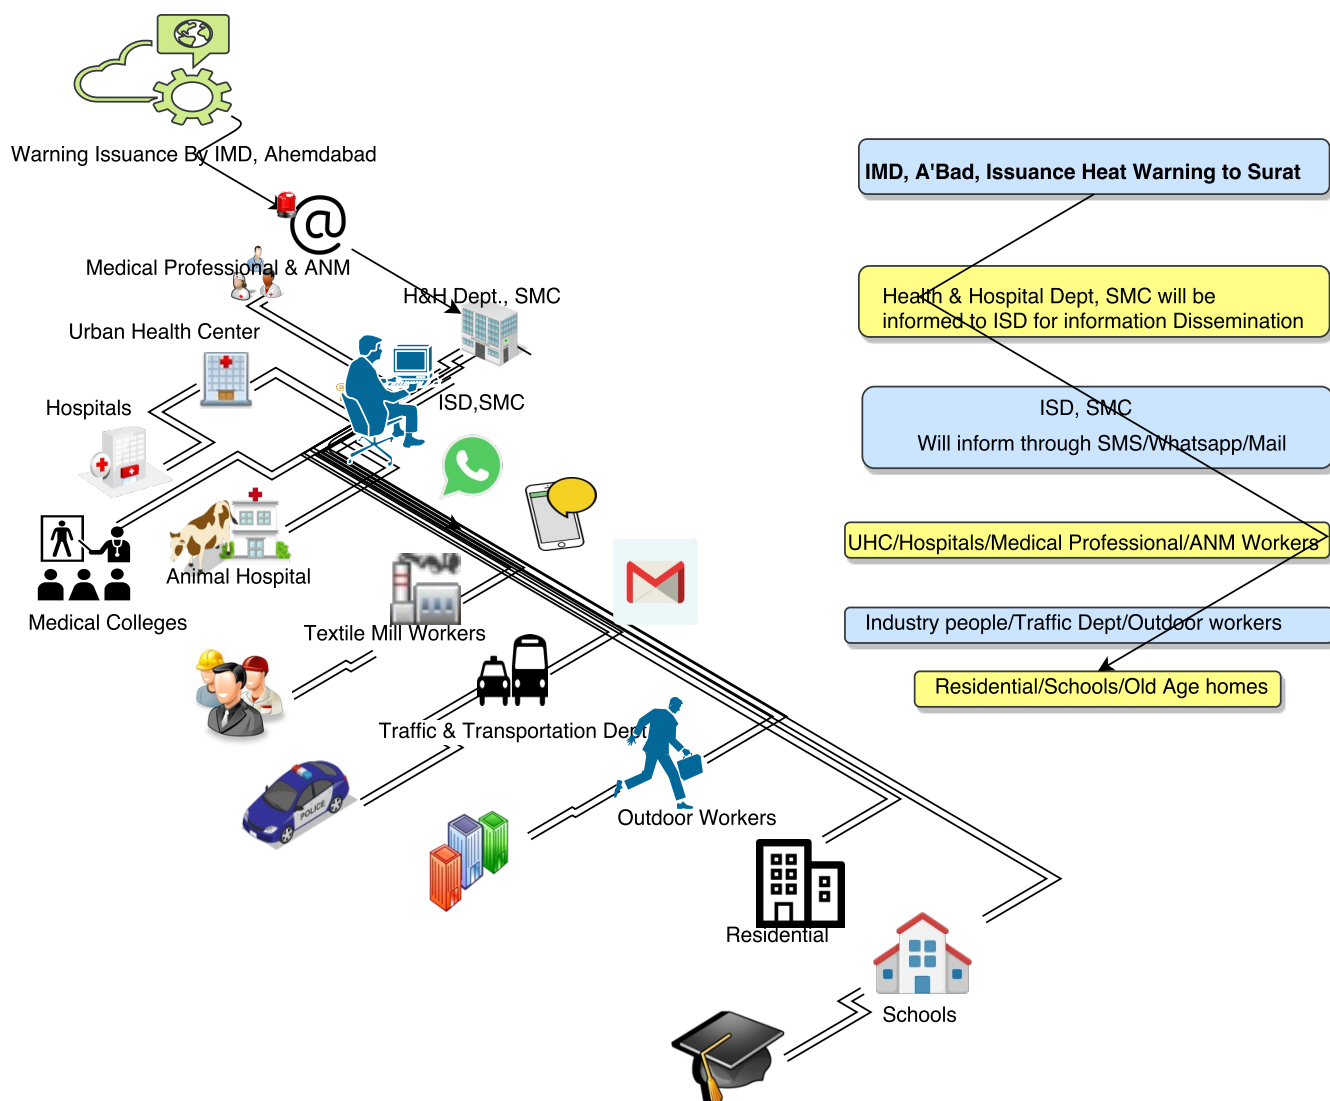 Warning Issuance By IMD, Ahemdabad
Medical Professional & ANM
H&H Dept., SMC
Urban Health Center
ISD,SMC
Hospitals
Animal Hospital
Medical Colleges
Textile Mill Workers
Traffic & Transportation Dept
POLICE
Outdoor Workers
Residential
Schools
IMD, A'Bad, Issuance Heat Warning to Surat
Health & Hospital Dept, SMC will be
informed to ISD for information Dissemination
ISD, SMC
Will inform through SMS/Whatsapp/Mail
UHC/Hospitals/Medical Professional/ANM Workers
Industry people/Traffic Dept/Outdoor workers
Residential/Schools/Old Age homes